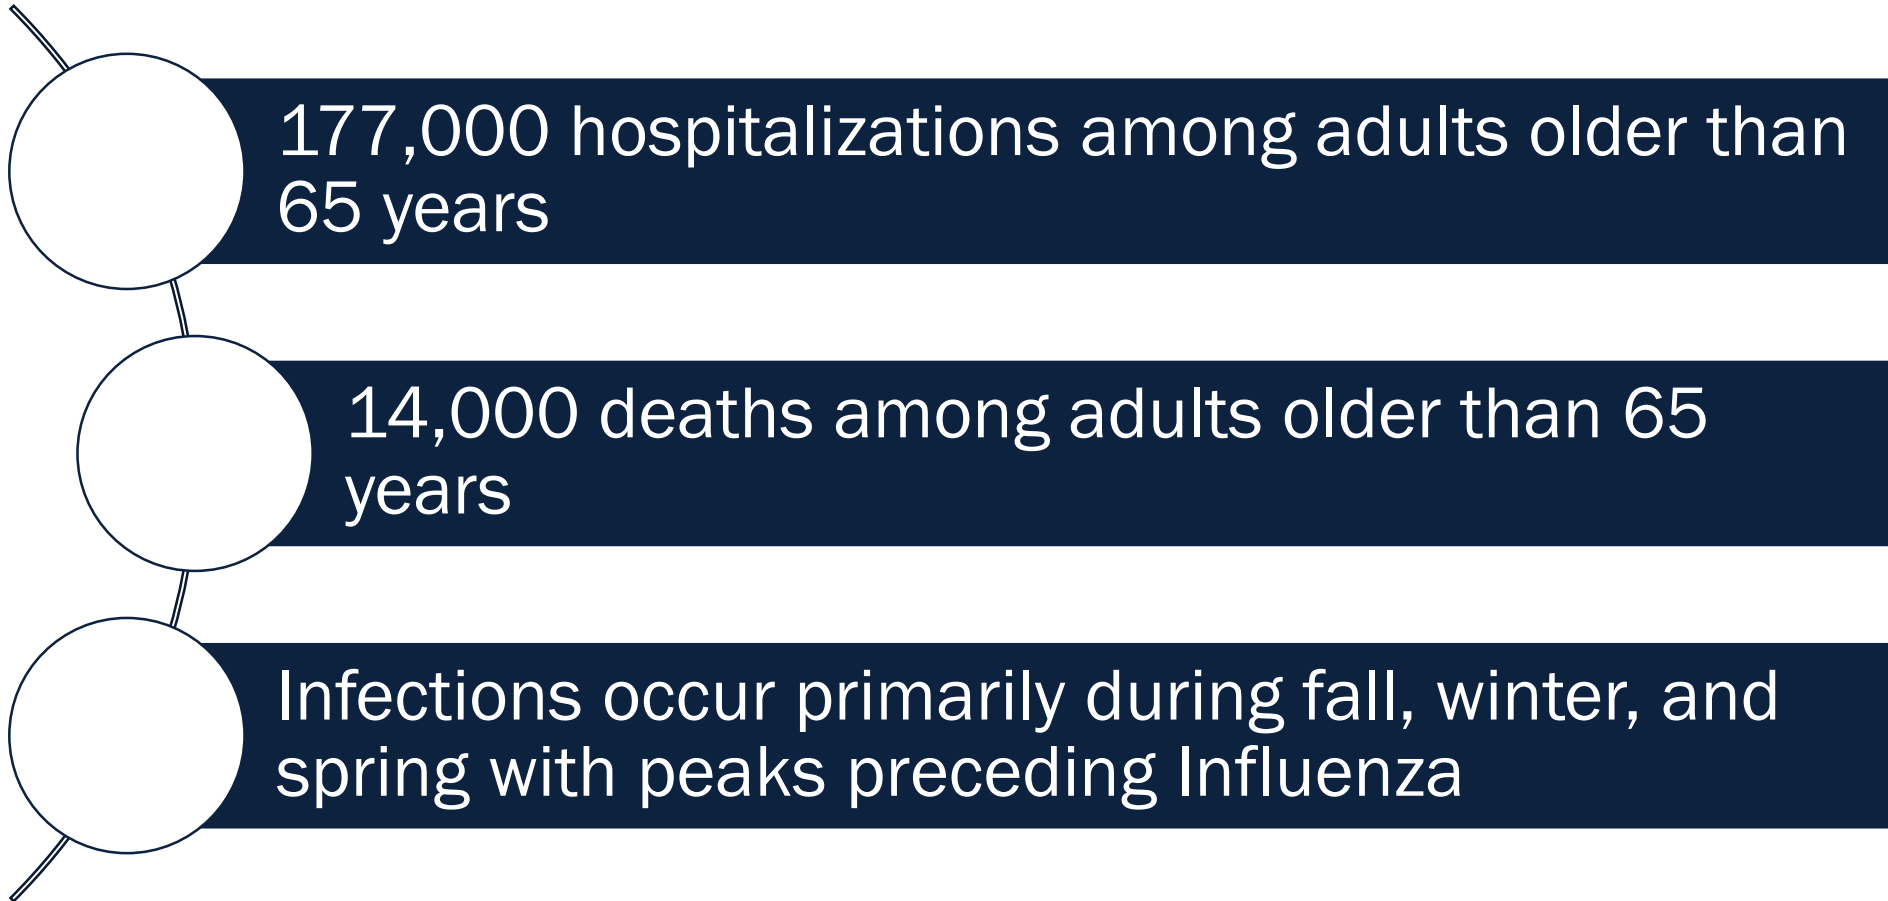 177,000 hospitalizations among adults older than
65 years
14,000 deaths among adults older than 65
years
Infections occur primarily during fall, winter, and
spring with peaks preceding Influenza